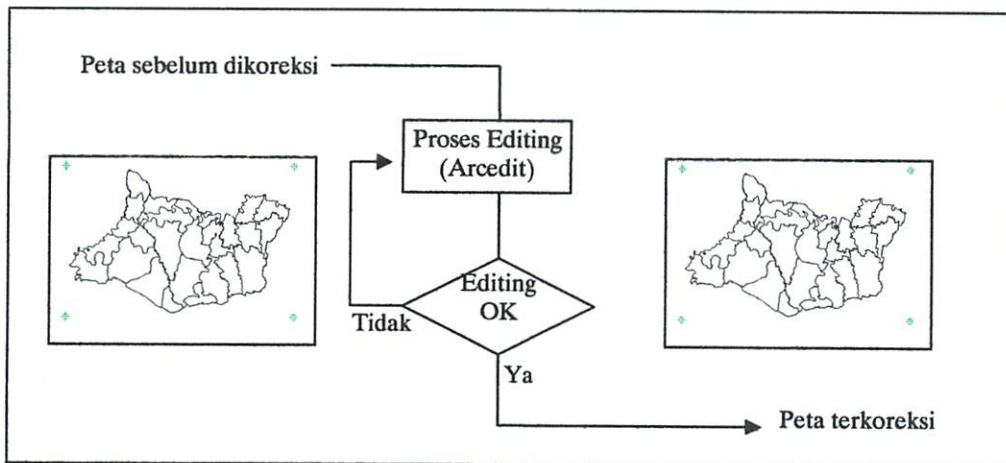 Peta sebelum dikoreksi
Proses Editing
(Arcedit)
Editing
OK
Tidak
Ya
Peta terkoreksi